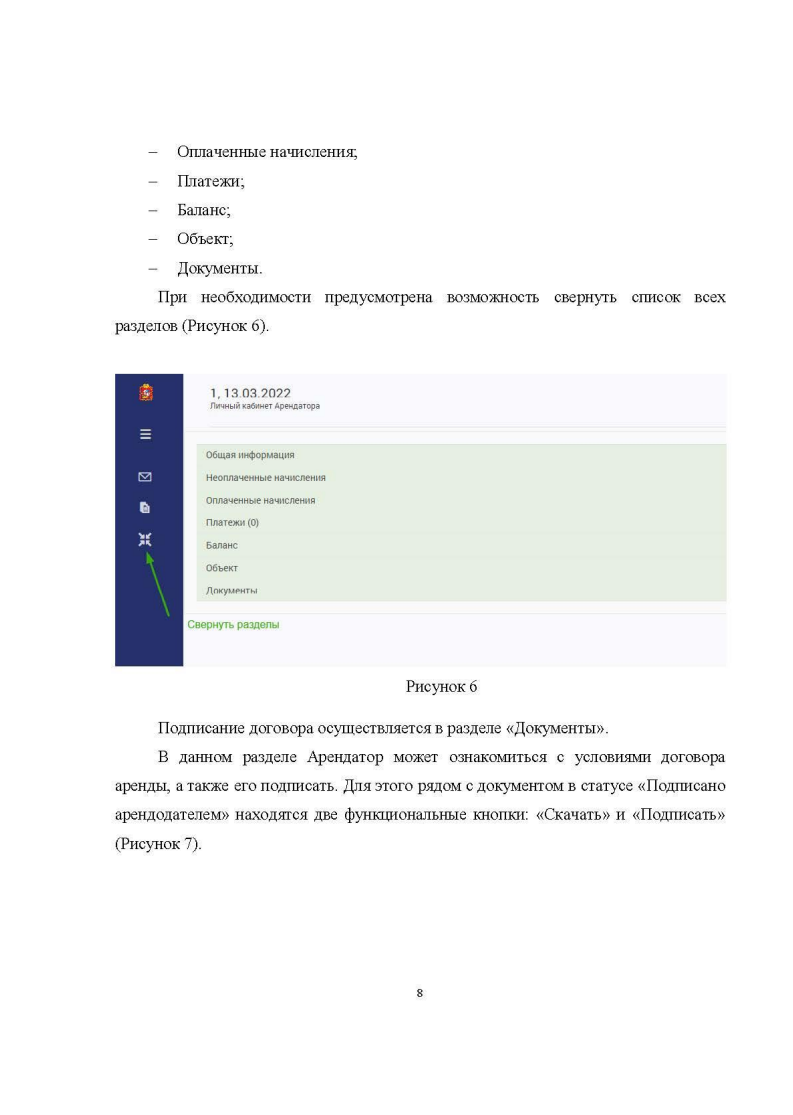 – Оплаченные начисления;
– Платежи;
– Баланс;
– Объект;
– Документы.
При необходимости предусмотрена возможность свернуть список всех
разделов (Рисунок 6).
1, 13.03.2022
Личный кабинет Арендатора
Общая информация
Неоплаченные начисления
Оплаченные начисления
Платежи (0)
Баланс
Объект
Документы
Свернуть разделы
Рисунок 6
Подписание договора осуществляется в разделе «Документы».
В данном разделе Арендатор может ознакомиться с условиями договора
аренды, а также его подписать. Для этого рядом с документом в статусе «Подписано
арендодателем» находятся две функциональные кнопки: «Скачать» и «Подписать»
(Рисунок 7).
8